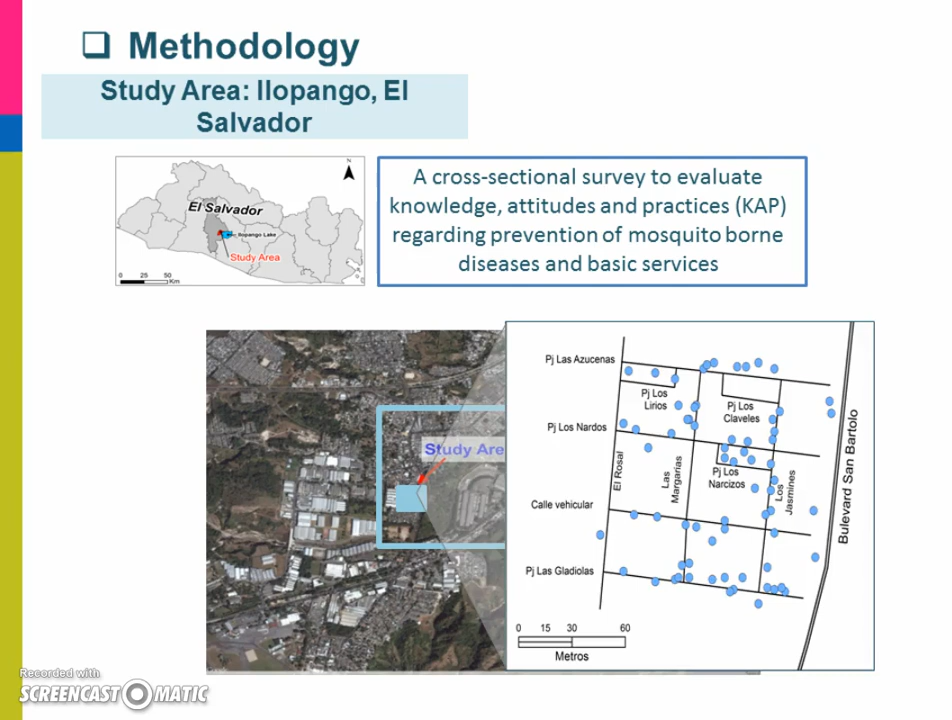 Methodology
Study Area: Ilopango, El
Salvador
N
El Salvador
Ilopango Lake
Study Area
0 25 50
Km
A cross-sectional survey to evaluate
knowledge, attitudes and practices (KAP)
regarding prevention of mosquito borne
diseases and basic services
Study Are
Pj Las Azucenas
Pj Los
Lirios
Pj Los
Claveles
Pj Los Nardos
El Rosal
Las
Margarias
Pj Los
Narcizos
Los
Jasmines
Bulevard San Bartolo
Calle vehicular
Pj Las Gladiolas
0 15 30 60
Metros
Recorded with
SCREENCAST MATIC